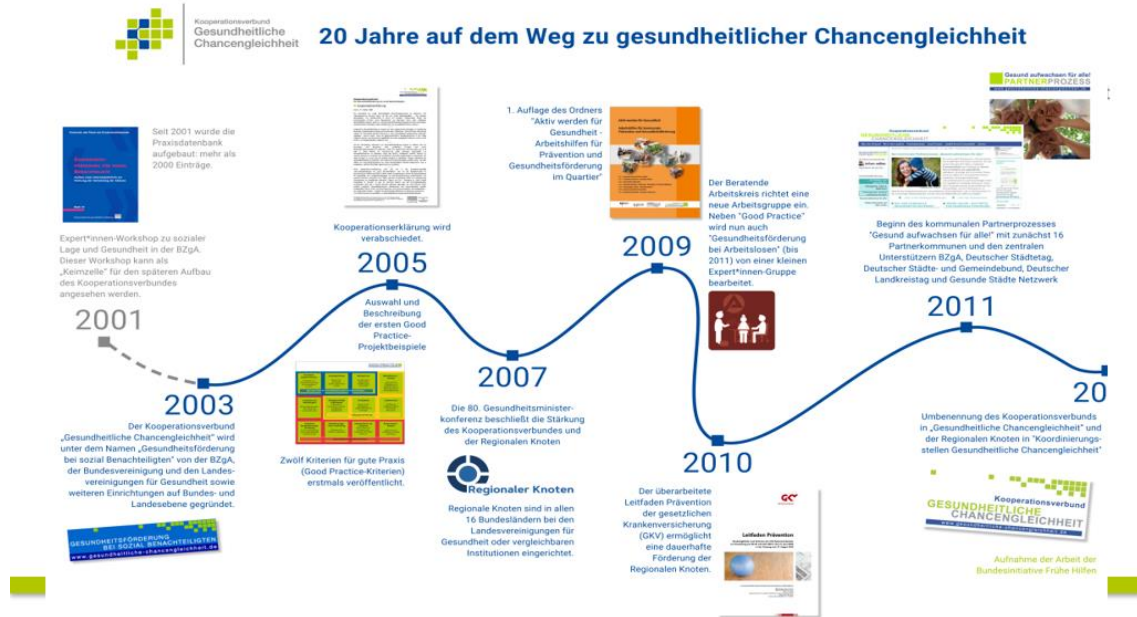 Kooperationsverbund
Gesundheitliche
Chancengleichheit
20 Jahre auf dem Weg zu gesundheitlicher Chancengleichheit
Seit 2001 wurde die
Praxisdatenbank
aufgebaut: mehr als
2000 Einträge.
Expert*innen-Workshop zu sozialer
Lage und Gesundheit in der BZgA.
Dieser Workshop kann als
„Keimzelle" für den späteren Aufbau
des Kooperationsverbundes
angesehen werden.
2001
2003
Der Kooperationsverbund
„Gesundheitliche Chancengleichheit" wird
unter dem Namen „Gesundheitsförderung
bei sozial Benachteiligten" von der BZgA,
der Bundesvereinigung und den Landes-
vereinigungen für Gesundheit sowie
weiteren Einrichtungen auf Bundes- und
Landesebene gegründet.
GESUNDHEITSFÖRDERUNG
BEI SOZIAL BENACHTEILIGTEN
www.gesundheitliche-chancengleichheit.de
Kooperationserklärung wird
verabschiedet.
2005
Auswahl und
Beschreibung
der ersten Good
Practice-
Projektbeispiele
Zwölf Kriterien für gute Praxis
(Good Practice-Kriterien)
erstmals veröffentlicht.
2007
Die 80. Gesundheitsminister-
konferenz beschließt die Stärkung
des Kooperationsverbundes und
der Regionalen Knoten
Regionaler Knoten
Regionale Knoten sind in allen
16 Bundesländern bei den
Landesvereinigungen für
Gesundheit oder vergleichbaren
Institutionen eingerichtet.
1. Auflage des Ordners
"Aktiv werden für
Gesundheit -
Arbeitshilfen für
Prävention und
Gesundheitsförderung
im Quartier"
2009
Der Beratende
Arbeitskreis richtet eine
neue Arbeitsgruppe ein.
Neben "Good Practice"
wird nun auch
"Gesundheitsförderung
bei Arbeitslosen" (bis
2011) von einer kleinen
Expert*innen-Gruppe
bearbeitet.
2010
Der überarbeitete
Leitfaden Prävention
der gesetzlichen
Krankenversicherung
(GKV) ermöglicht
eine dauerhafte
Förderung der
Regionalen Knoten.
Leitfaden Prävention
Gesund aufwachsen für alle!
PARTNERPROZESS
Kooperationsverbund
GESUNDHEITLICHE
CHANCENGLEICHHEIT
Beginn des kommunalen Partnerprozesses
"Gesund aufwachsen für alle!" mit zunächst 16
Partnerkommunen und den zentralen
Unterstützern BZgA, Deutscher Städtetag,
Deutscher Städte- und Gemeindebund, Deutscher
Landkreistag und Gesunde Städte Netzwerk
2011
20
Umbenennung des Kooperationsverbunds
in „Gesundheitliche Chancengleichheit" und
der Regionalen Knoten in "Koordinierungs-
stellen Gesundheitliche Chancengleichheit"
Kooperationsverbund
GESUNDHEITLICHE
CHANCENGLEICHHEIT
www.gesundheitliche-chancengleichheit.de
Aufnahme der Arbeit der
Bundesinitiative Frühe Hilfen